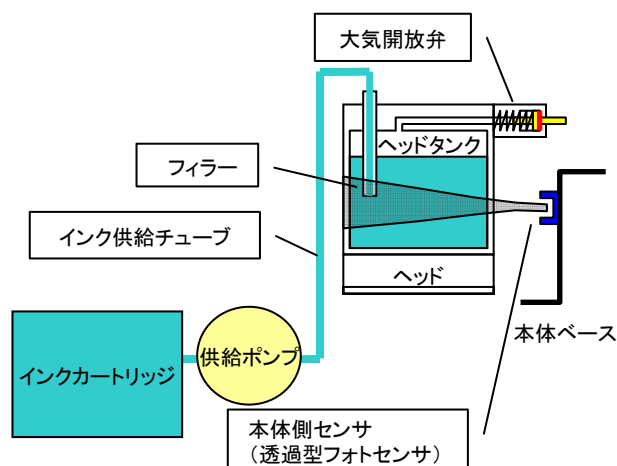 大気開放弁
ヘッドタンク
フィラー
インク供給チューブ
ヘッド
本体ベース
供給ポンプ
インクカートリッジ
本体側センサ
（透過型フォトセンサ）